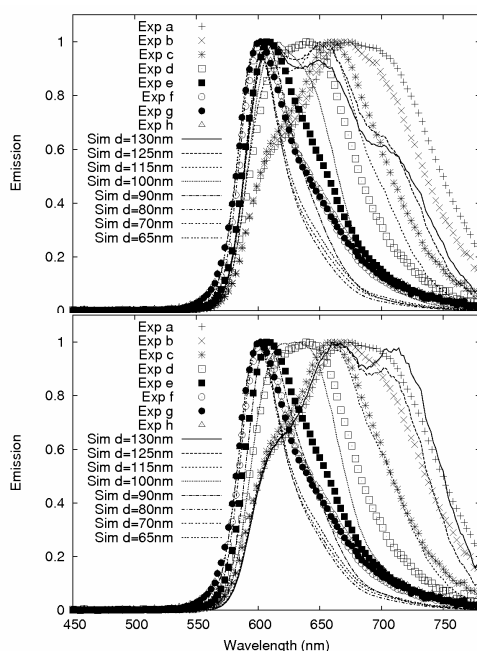 1
0.8
0.6
0.4
0.2
0
Emission
Exp a
Exp b
Exp c
Exp d
Exp e
Exp f
Exp g
Exp h
Sim d=130nm
d=125nm
d=115nm
d=100nm
Sim d=90nm
Sim d=80nm
Sim d=70nm
Sim d=65nm
1
0.8
0.6
0.4
0.2
0
Emission
Exp a
Exp b
Exp c
Exp d
Exp e
Exp f
Exp g
Exp h
Sim d=130nm
Sim d=125nm
Sim d=115nm
Sim d=100nm
Sim d=90nm
Sim d=80nm
Sim d=70nm
Sim d=65nm
450 500 550 600 650 700 750
Wavelength (nm)